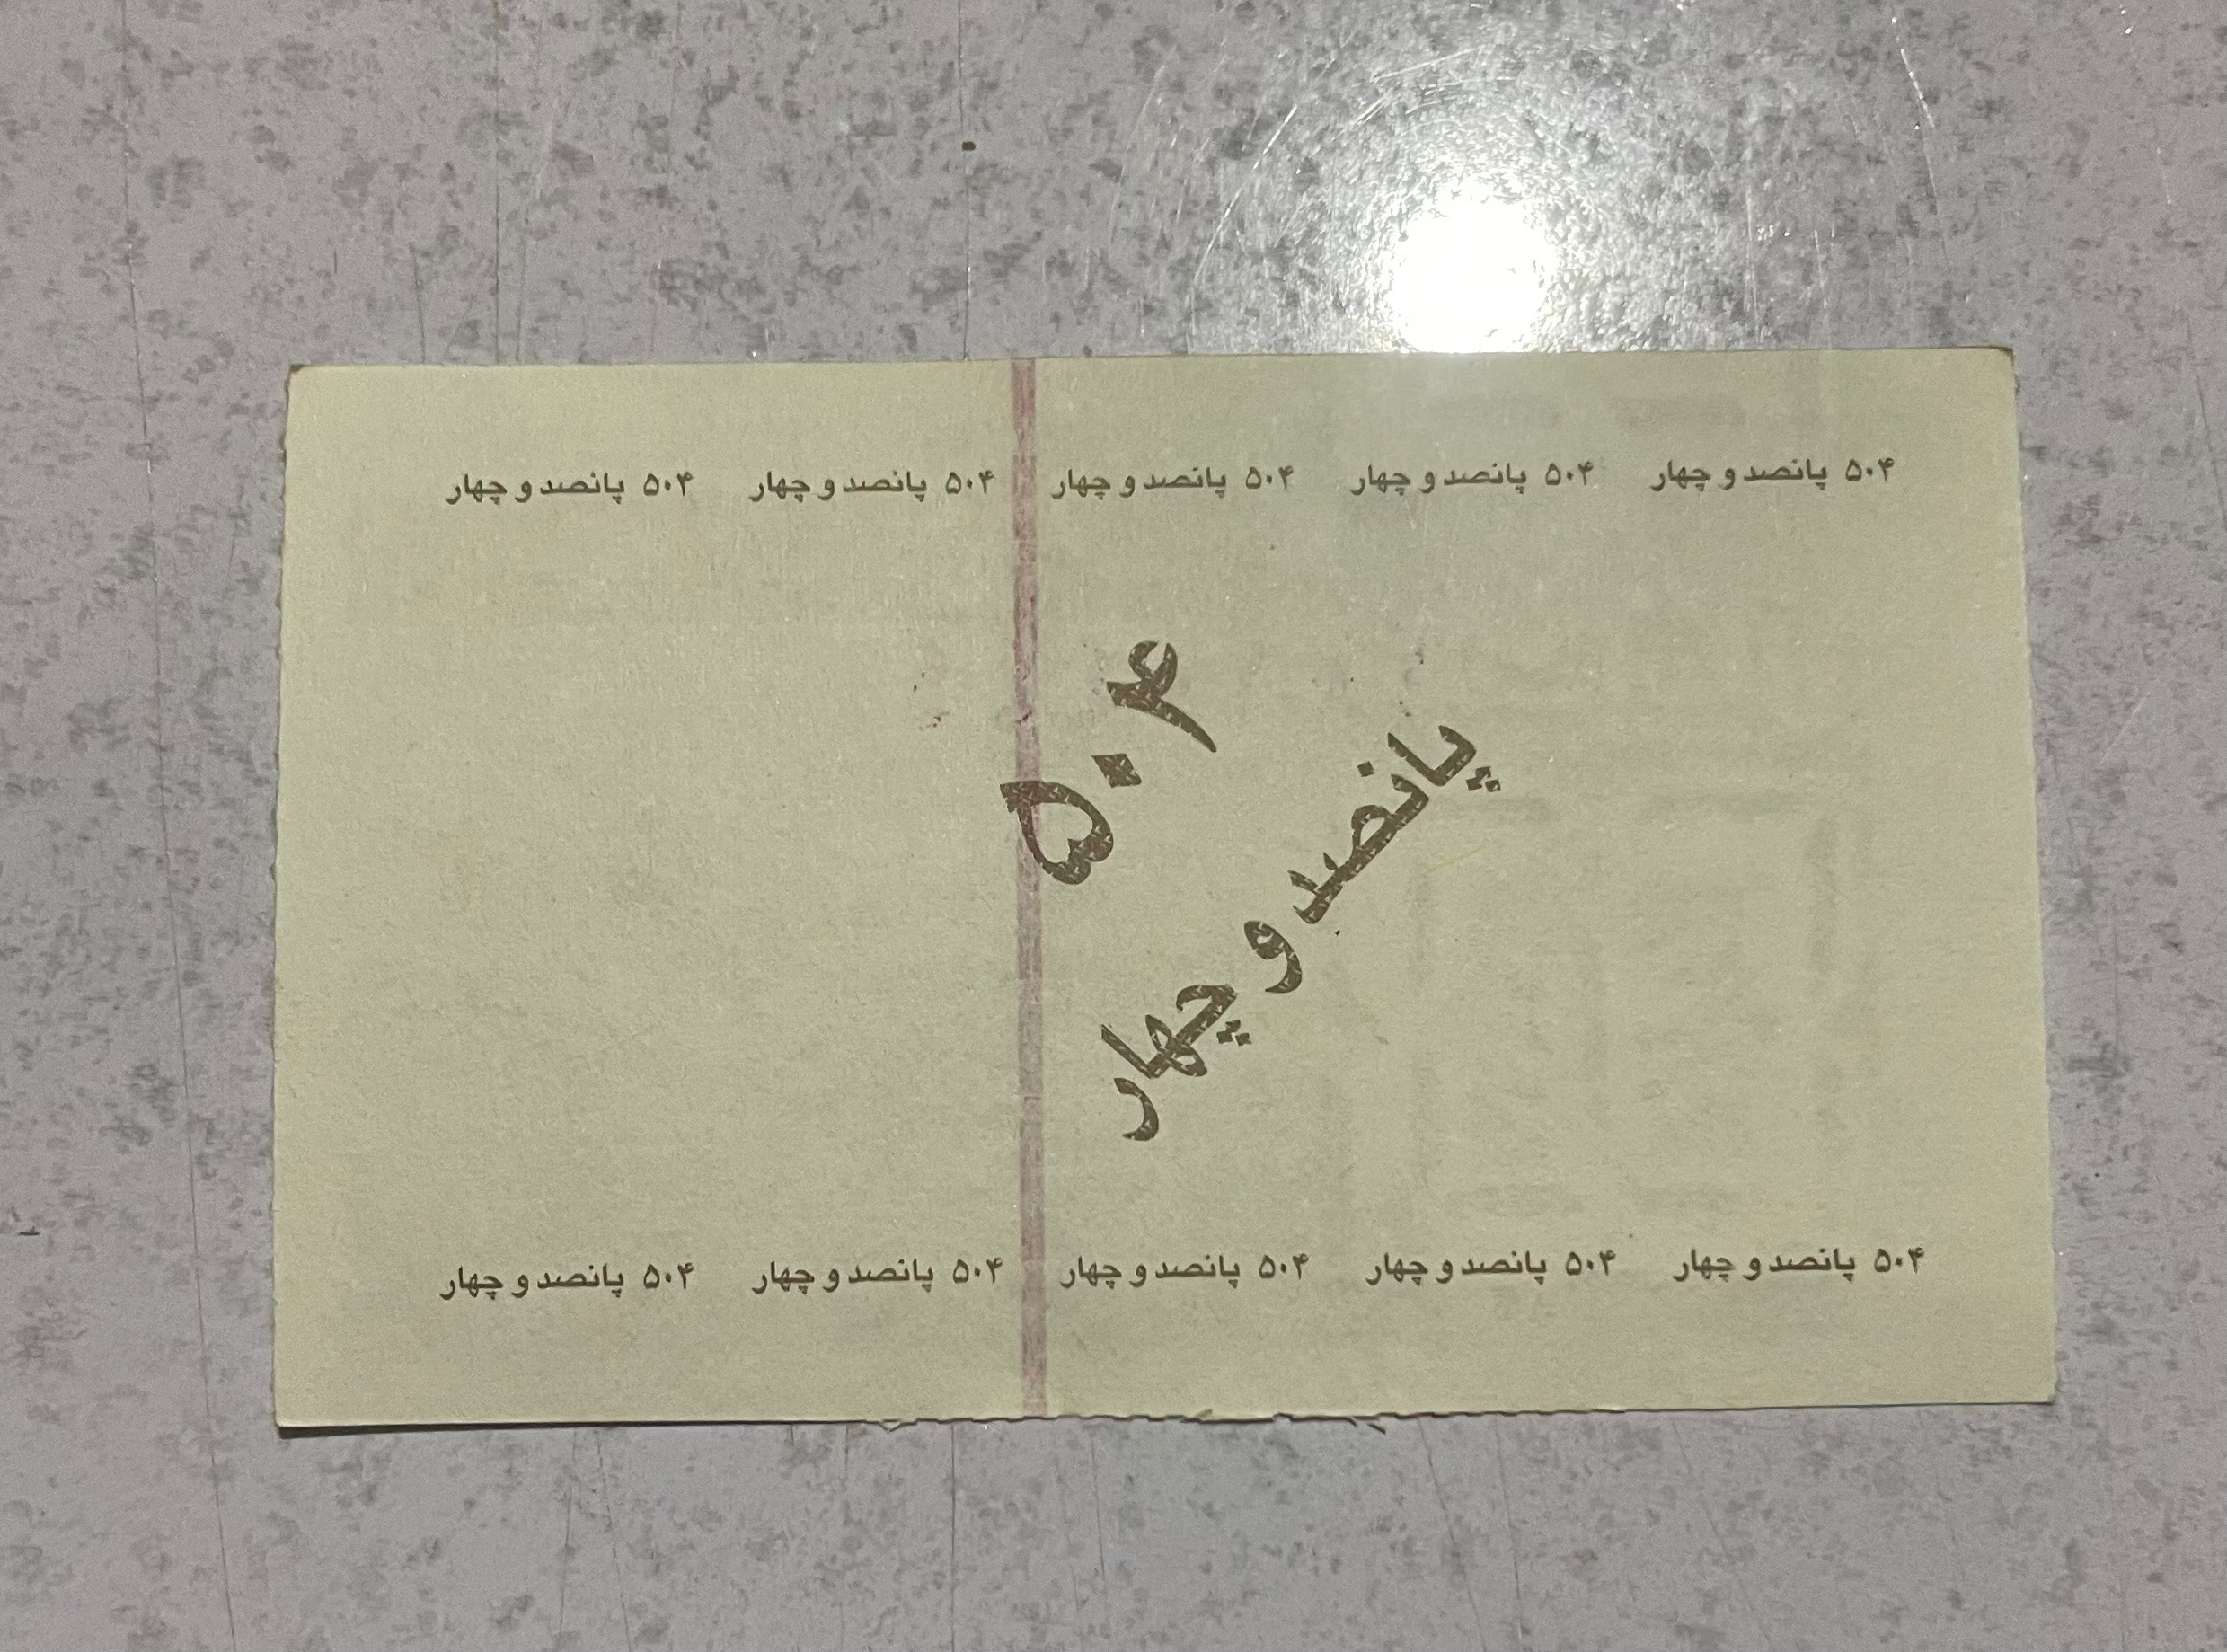 ۵۰۴ پانصد و چهار ۵۰۴ پانصد و چهار ۵۰۴ پانصد و چهار ۵۰۴ پانصد و چهار ۵۰۴ پانصد و چهار
۵۰۴
پانصد و چهار
۵۰۴ پانصد و چهار ۵۰۴ پانصد و چهار ۵۰۴ پانصد و چهار ۵۰۴ پانصد و چهار ۵۰۴ پانصد و چهار